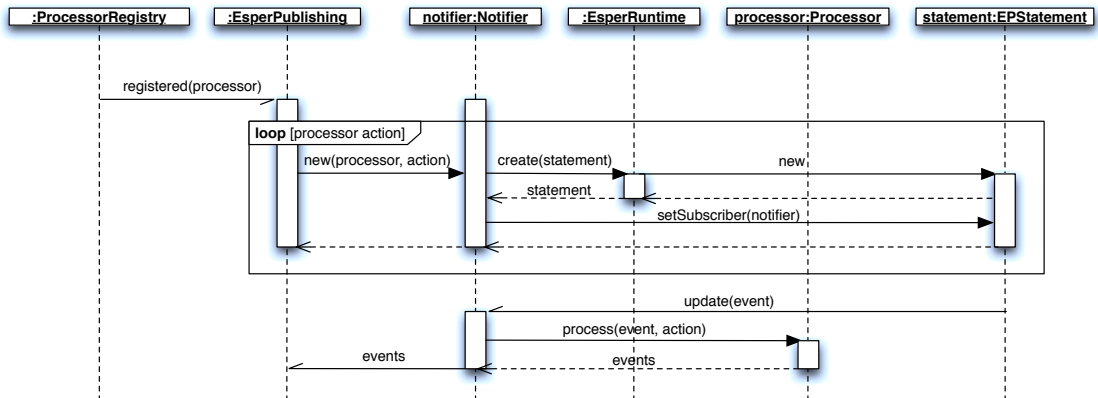 :ProcessorRegistry
:EsperPublishing
notifier:Notifier
:EsperRuntime
processor:Processor
statement:EPStatement
registered(processor)
loop [processor action]
new(processor, action)
create(statement)
new
statement
setSubscriber(notifier)
update(event)
process(event, action)
events
events